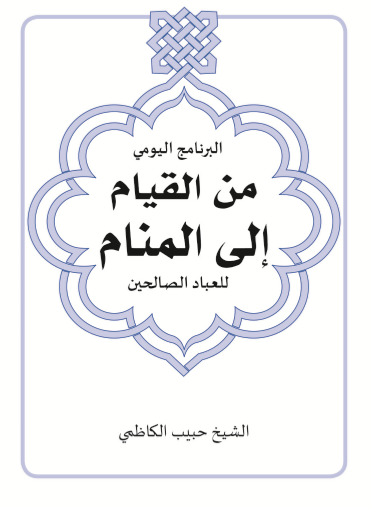 البرنامج اليومي
من القيام
إلى المنام
للعباد الصالحين
الشيخ حبيب الكاظمي